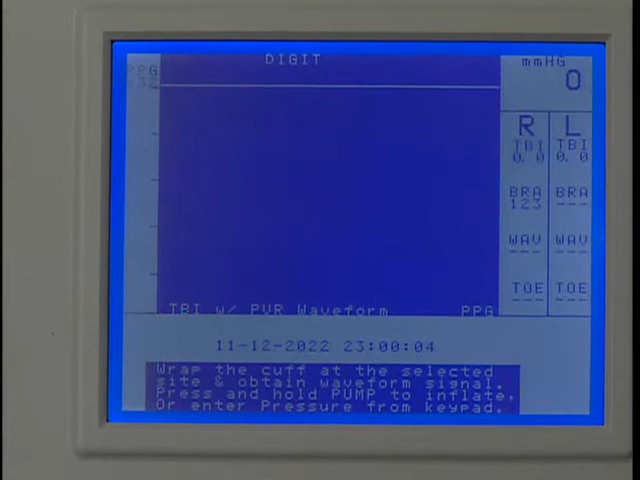 DIGIT
mmHG
0
PPG
R L
TBI TBI
0.0 0.0
BRA BRA
123 ---
WAV WAV
--- ---
TOE TOE
--- ---
TBI w/ PVR Waveform PPG
11-12-2022 23:00:04
Wrap the cuff at the selected
site & obtain waveform signal.
Press and hold PUMP to inflate,
Or enter Pressure from keypad.